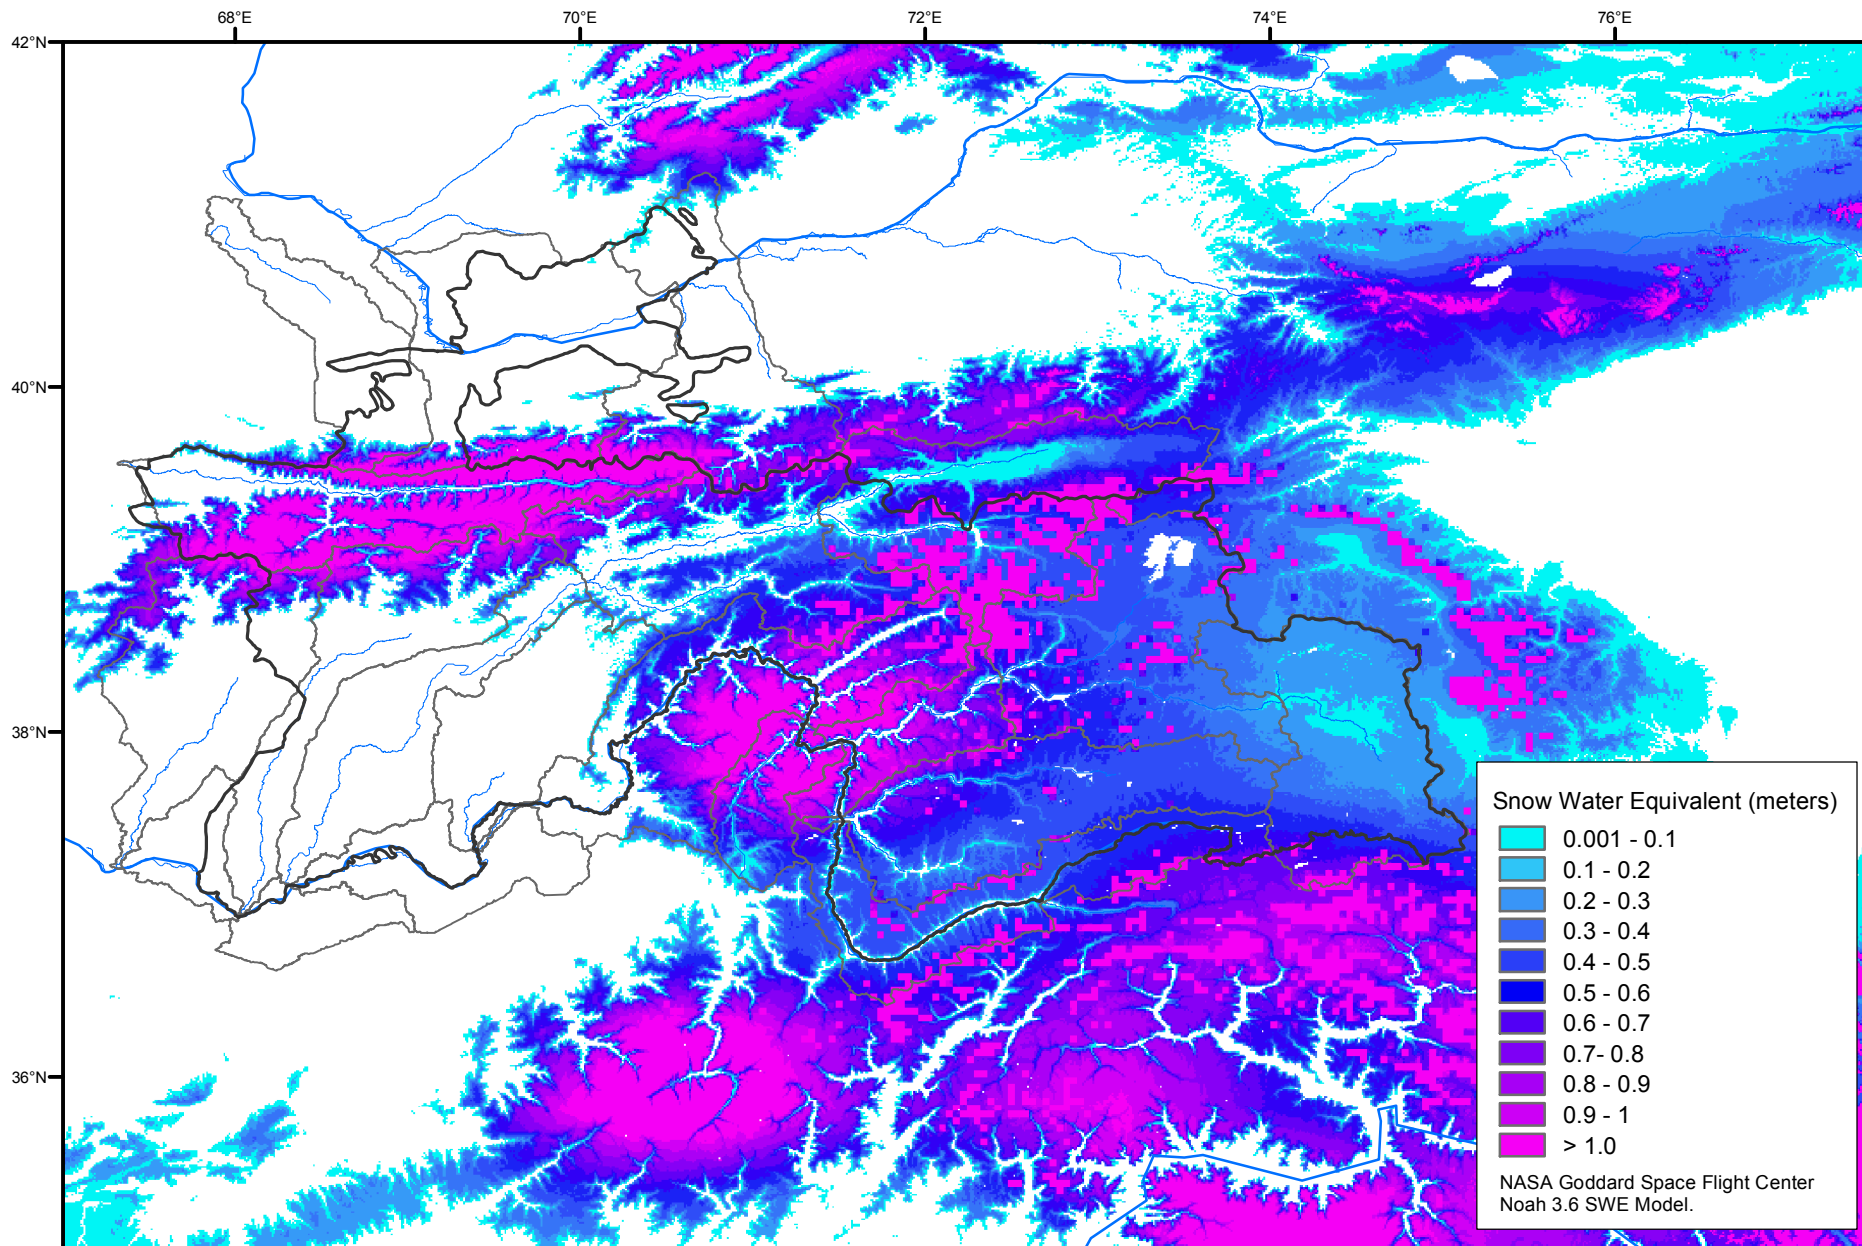 68°E 70°E 72°E 74°E 76°E
42°N
40°N
38°N
36°N
Snow Water Equivalent (meters)
0.001 - 0.1
0.1 - 0.2
0.2 - 0.3
0.3 - 0.4
0.4 - 0.5
0.5 - 0.6
0.6 - 0.7
0.7- 0.8
0.8 - 0.9
0.9 - 1
> 1.0
NASA Goddard Space Flight Center
Noah 3.6 SWE Model.